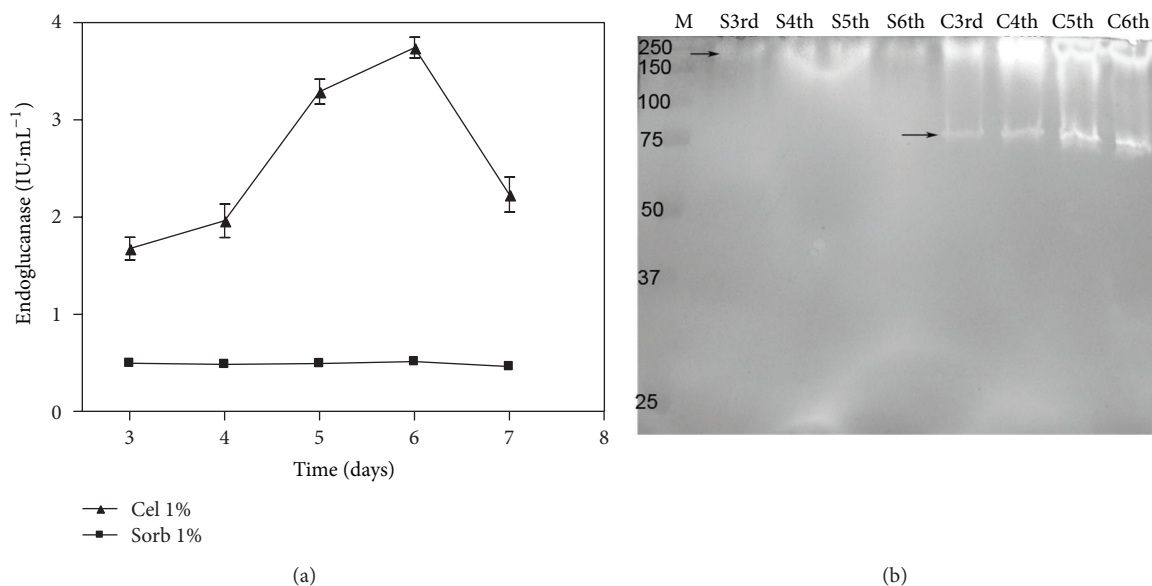 4
3
2
1
0
Endoglucanase (IU·mL⁻¹)
3 4 5 6 7 8
Time (days)
Cel 1%
Sorb 1%
(a)
M S3rd S4th S5th S6th C3rd C4th C5th C6th
250
150
100
75
50
37
25
(b)